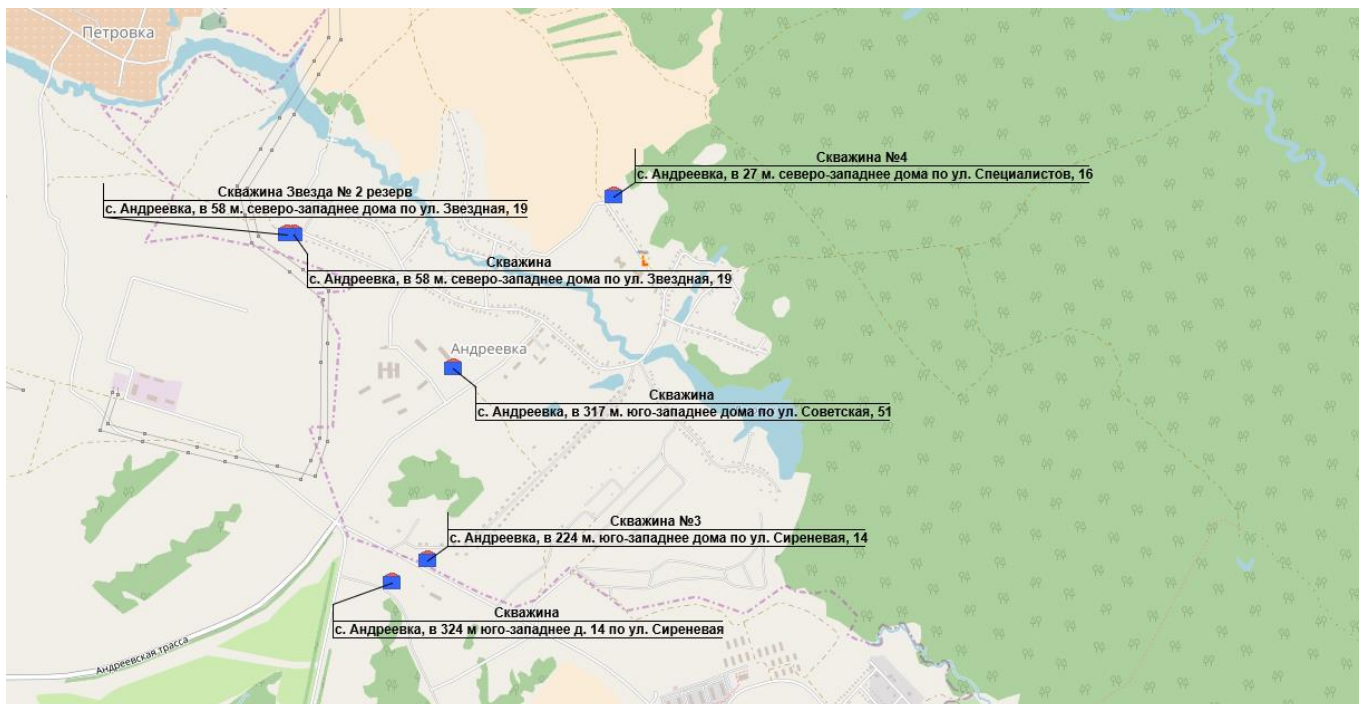 Петровка
Скважина №4
с. Андреевка, в 27 м. северо-западнее дома по ул. Специалистов, 16
Скважина Звезда № 2 резерв
с. Андреевка, в 58 м. северо-западнее дома по ул. Звездная, 19
Скважина
с. Андреевка, в 58 м. северо-западнее дома по ул. Звездная, 19
Андреевка
Скважина
с. Андреевка, в 317 м. юго-западнее дома по ул. Советская, 51
Скважина №3
с. Андреевка, в 224 м. юго-западнее дома по ул. Сиреневая, 14
Скважина
с. Андреевка, в 324 м юго-западнее д. 14 по ул. Сиреневая
Андреевская трасса